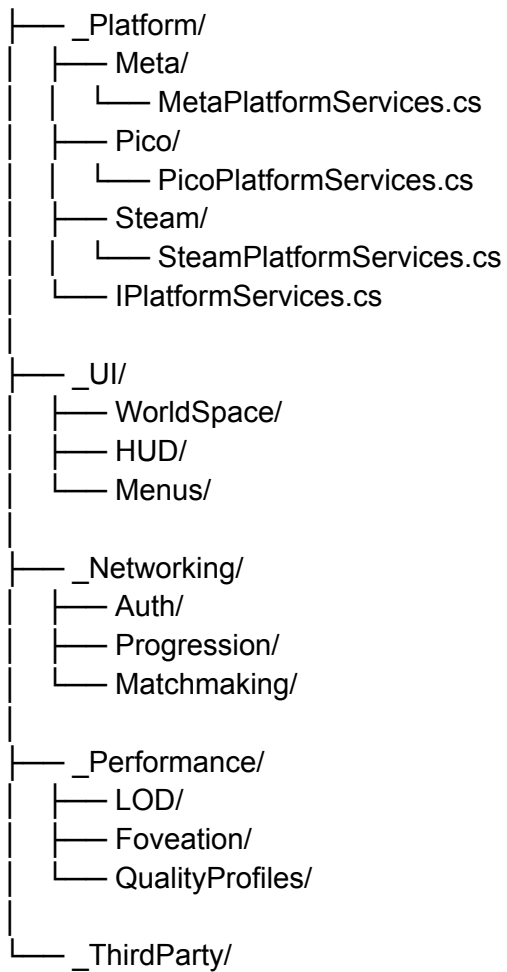 ├── _Platform/
│   ├── Meta/
│   │   └── MetaPlatformServices.cs
│   ├── Pico/
│   │   └── PicoPlatformServices.cs
│   ├── Steam/
│   │   └── SteamPlatformServices.cs
│   └── IPlatformServices.cs
│
├── _UI/
│   ├── WorldSpace/
│   ├── HUD/
│   └── Menus/
│
├── _Networking/
│   ├── Auth/
│   ├── Progression/
│   └── Matchmaking/
│
├── _Performance/
│   ├── LOD/
│   ├── Foveation/
│   └── QualityProfiles/
│
└── _ThirdParty/